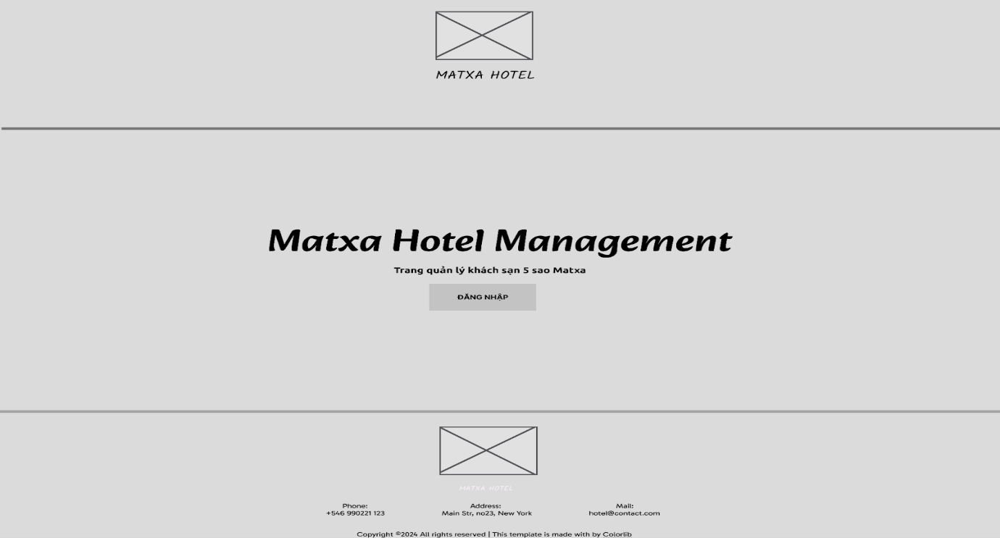 MATXA HOTEL
Matxa Hotel Management
Trang quản lý khách sạn 5 sao Matxa
ĐĂNG NHẬP
MATXA HOTEL
Phone:
+546 990221 123
Address:
Main Str, no23, New York
Mail:
hotel@contact.com
Copyright ©2024 All rights reserved | This template is made with by Colorlib